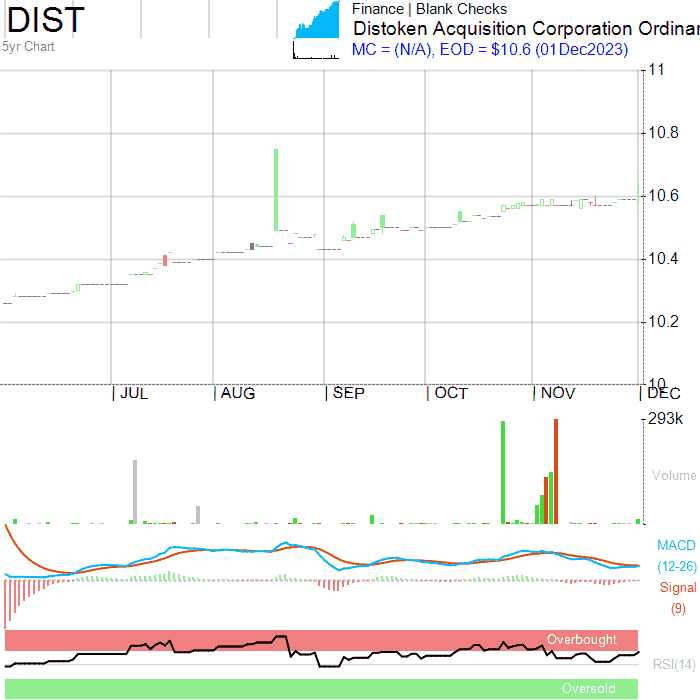 DIST
5yr Chart
Finance | Blank Checks
Distoken Acquisition Corporation Ordinar
MC = (N/A), EOD = $10.6 (01Dec2023)
11
10.8
10.6
10.4
10.2
10
JUL AUG SEP OCT NOV DEC
293k
Volume
MACD
(12-26)
Signal
(9)
Overbought
RSI(14)
Oversold